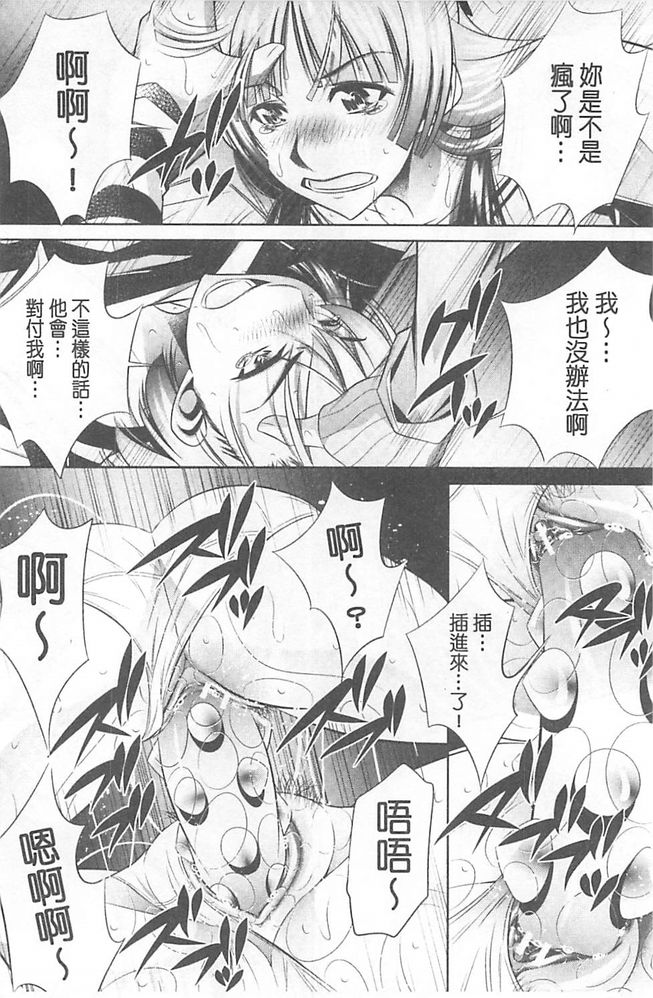 妳是不是
瘋了啊…
啊啊～！
我～…
我也沒辦法啊
不這樣的話…
他會…
對付我啊…
插…
插進來…了！
啊～？
啊～
唔唔～
嗯啊啊～